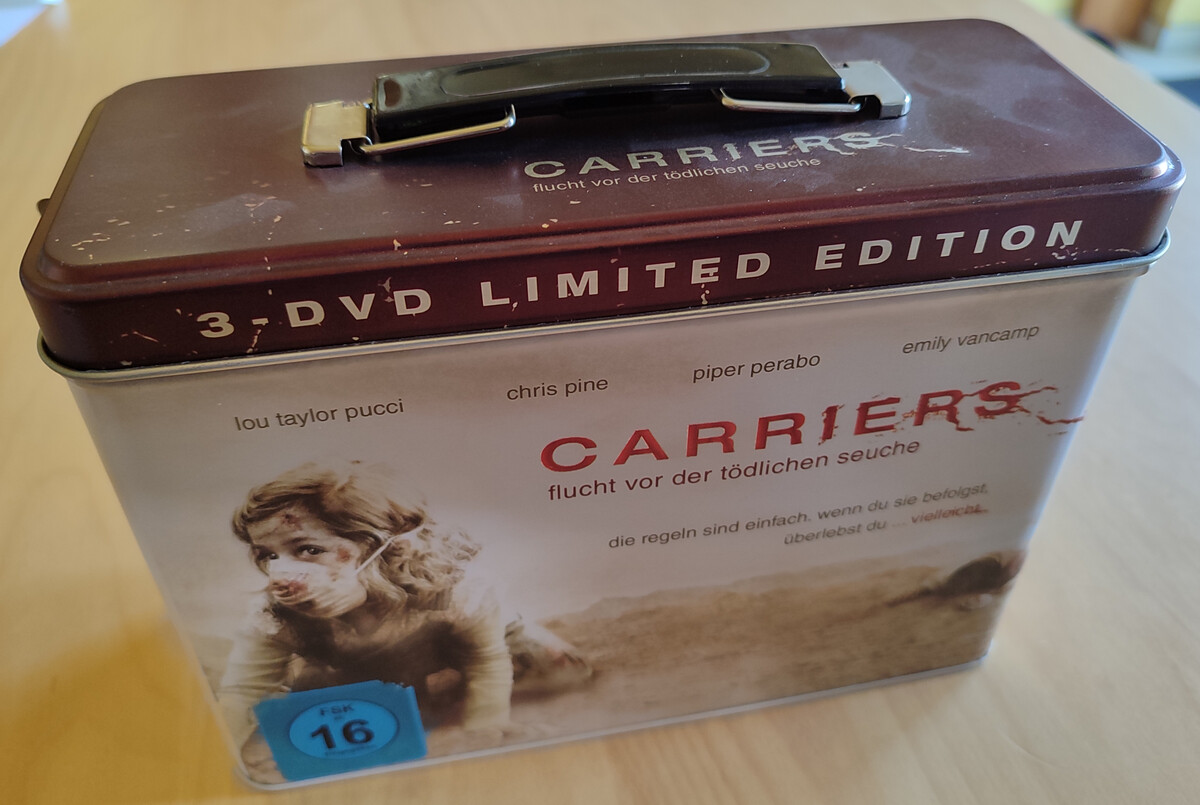 CARRIERS
flucht vor der tödlichen seuche
3-DVD LIMITED EDITION
lou taylor pucci
chris pine
piper perabo
emily vancamp
CARRIERS
flucht vor der tödlichen seuche
die regeln sind einfach. wenn du sie befolgst,
überlebst du ... vielleicht.
FSK
16